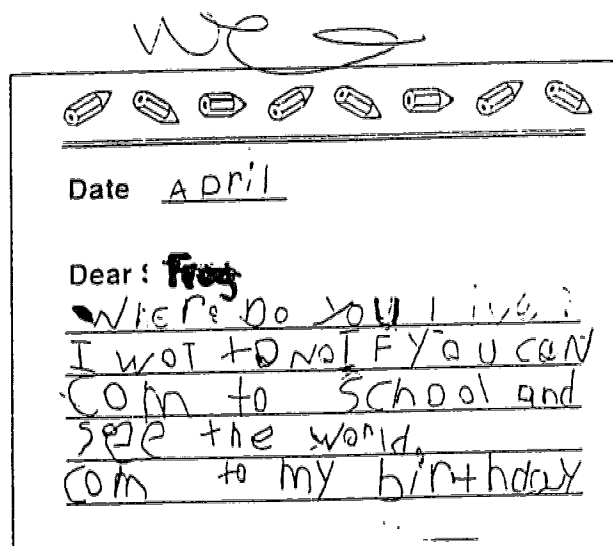 We
Date April
Dear: Frog
Wiere Do you live?
I wot to no IF you can
Com to School and
see the world.
Com to my birthday